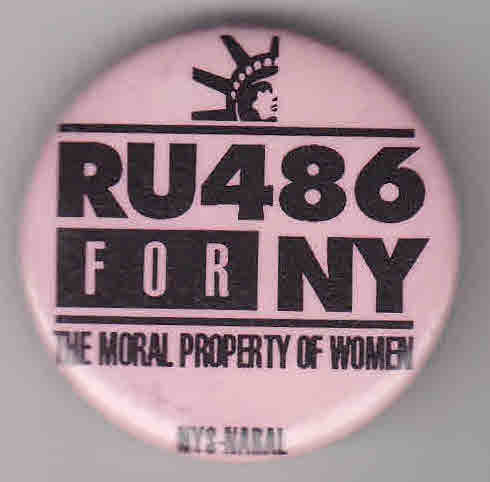 RU486
FOR NY
THE MORAL PROPERTY OF WOMEN
NYS-NARAL